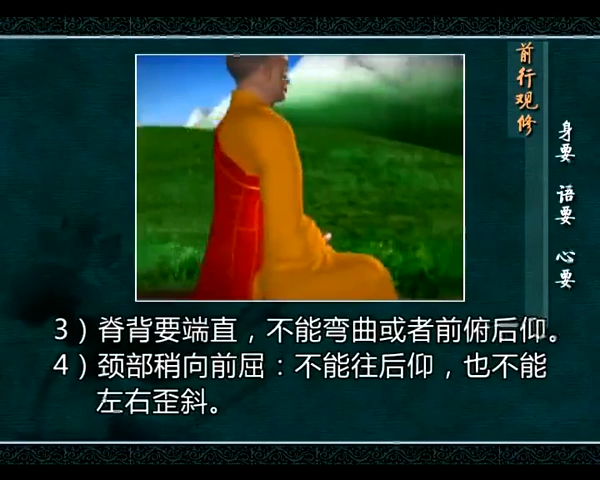 前行观修
身要 语要 心要
3）脊背要端直，不能弯曲或者前俯后仰。
4）颈部稍向前屈：不能往后仰，也不能
左右歪斜。